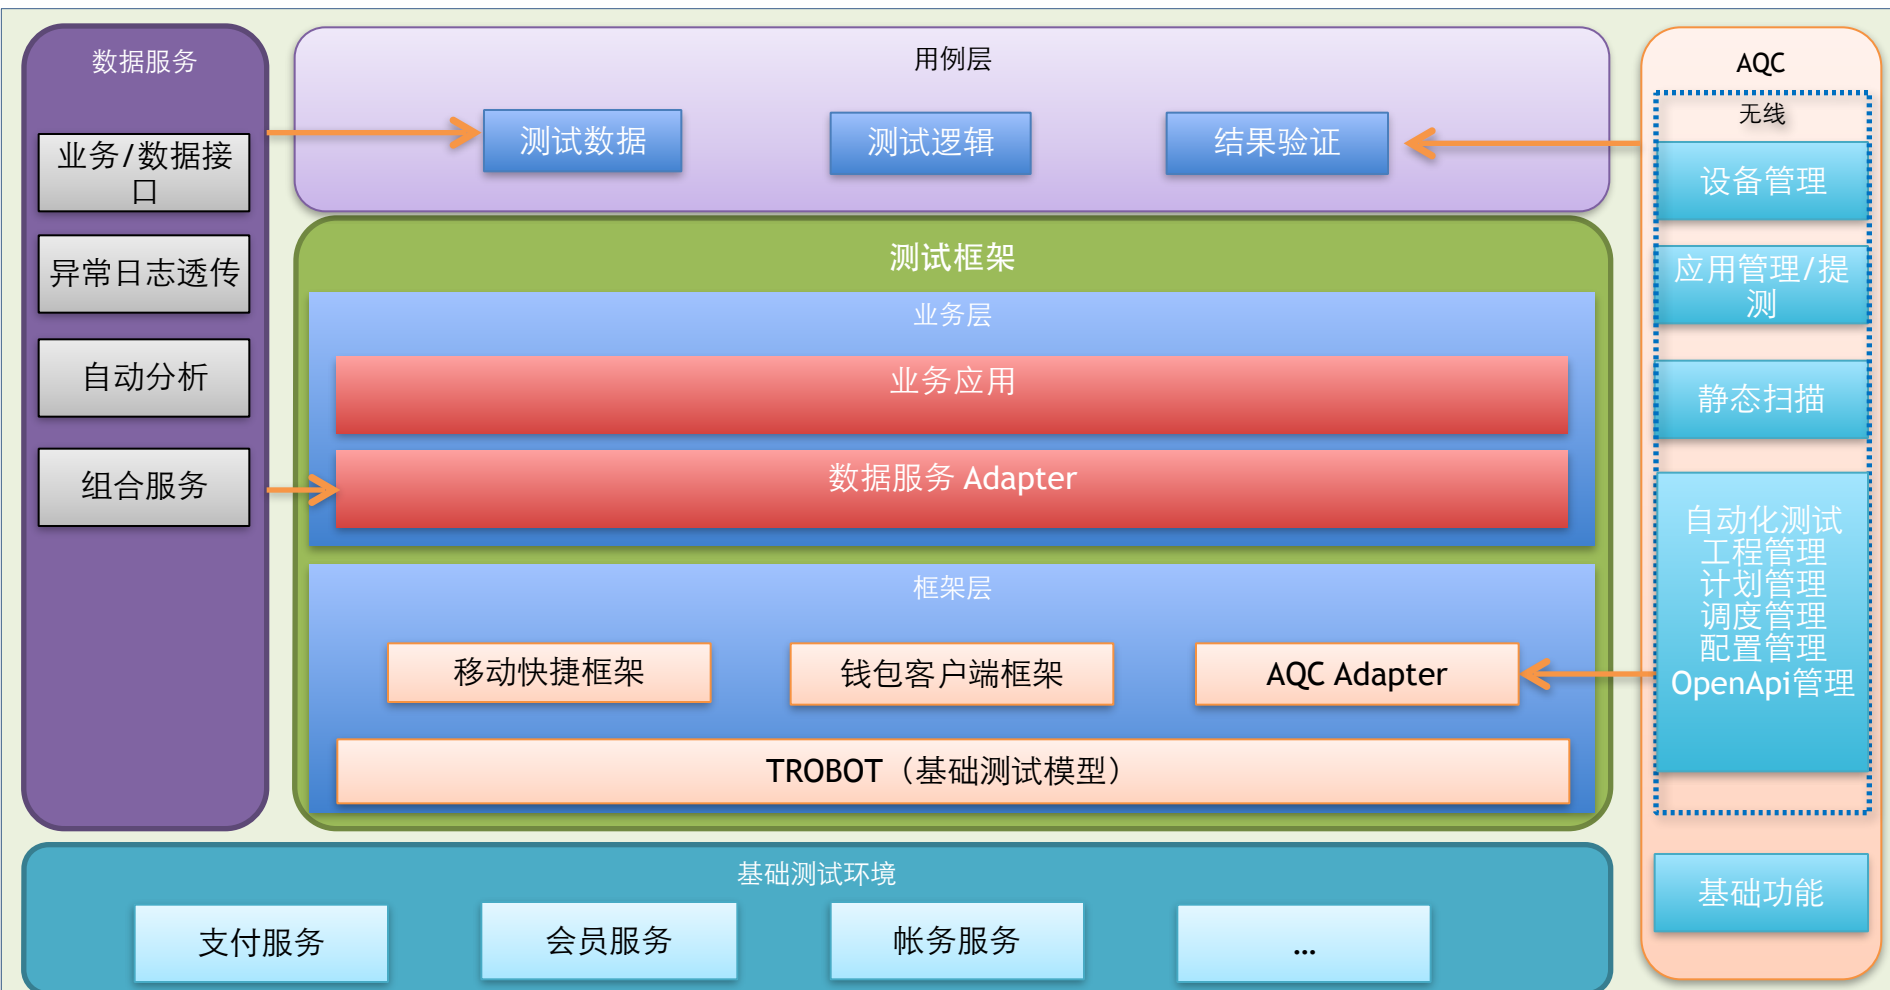 数据服务
业务/数据接
口
异常日志透传
自动分析
组合服务
用例层
测试数据
测试逻辑
结果验证
测试框架
业务层
业务应用
数据服务 Adapter
框架层
移动快捷框架
钱包客户端框架
AQC Adapter
TROBOT（基础测试模型）
基础测试环境
支付服务
会员服务
帐务服务
...
AQC
无线
设备管理
应用管理/提
测
静态扫描
自动化测试
工程管理
计划管理
调度管理
配置管理
OpenApi管理
基础功能